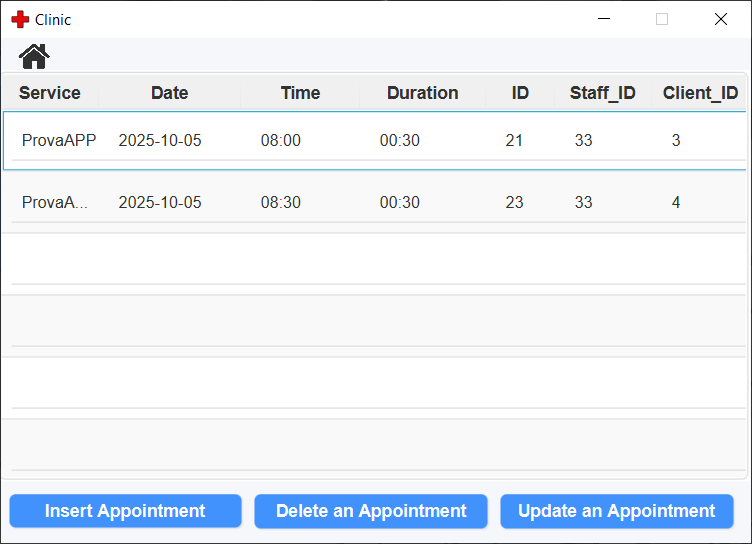 Clinic
Service Date Time Duration ID Staff_ID Client_ID
ProvaAPP 2025-10-05 08:00 00:30 21 33 3
ProvaA... 2025-10-05 08:30 00:30 23 33 4
Insert Appointment Delete an Appointment Update an Appointment